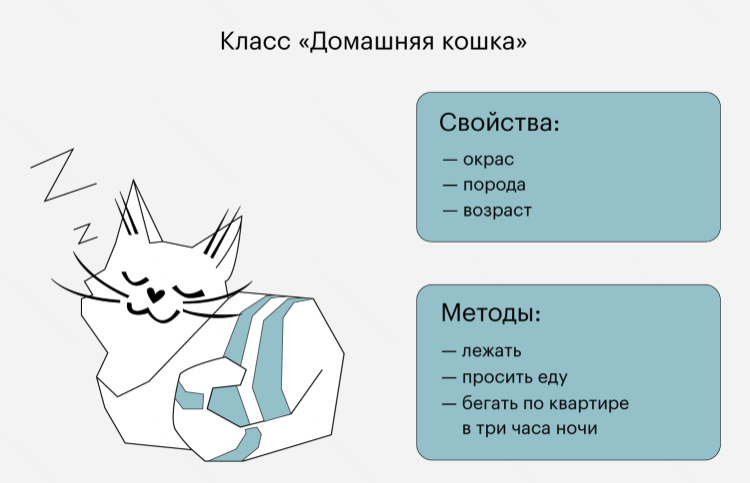 Класс «Домашняя кошка»
Свойства:
— окрас
— порода
— возраст
Z
z
Методы:
— лежать
— просить еду
— бегать по квартире
в три часа ночи